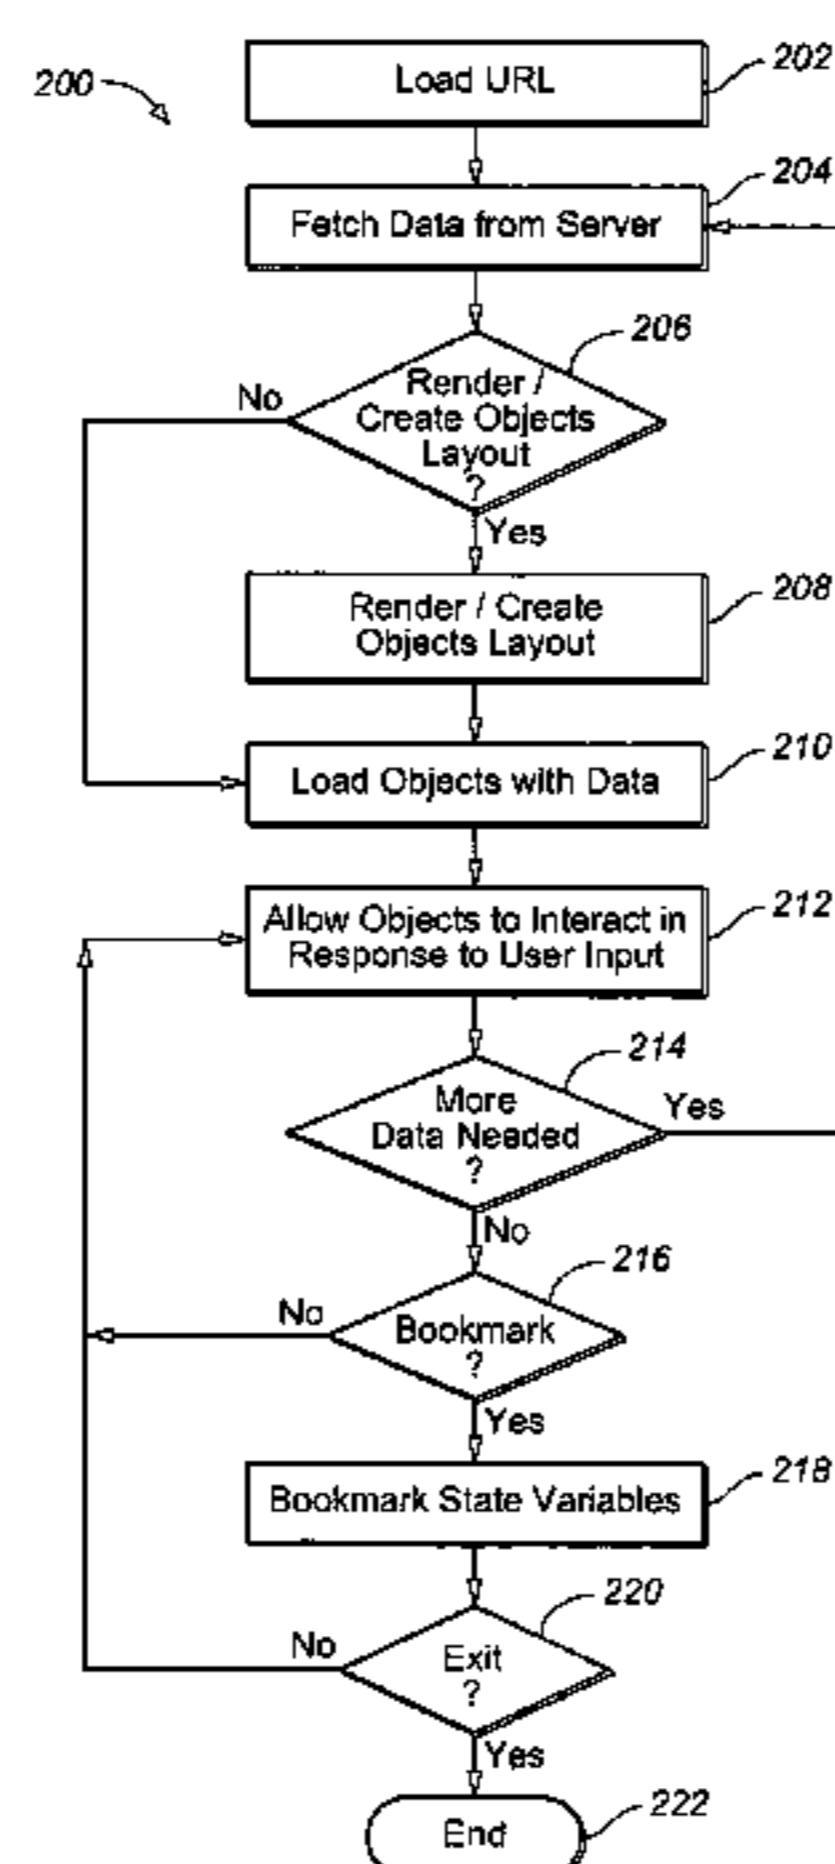 200
Load URL
202
Fetch Data from Server
204
Render /
Create Objects
Layout
?
206
No
Yes
Render / Create
Objects Layout
208
Load Objects with Data
210
Allow Objects to Interact in
Response to User Input
212
More
Data Needed
?
214
Yes
No
Bookmark
?
216
No
Yes
Bookmark State Variables
218
Exit
?
220
No
Yes
End
222